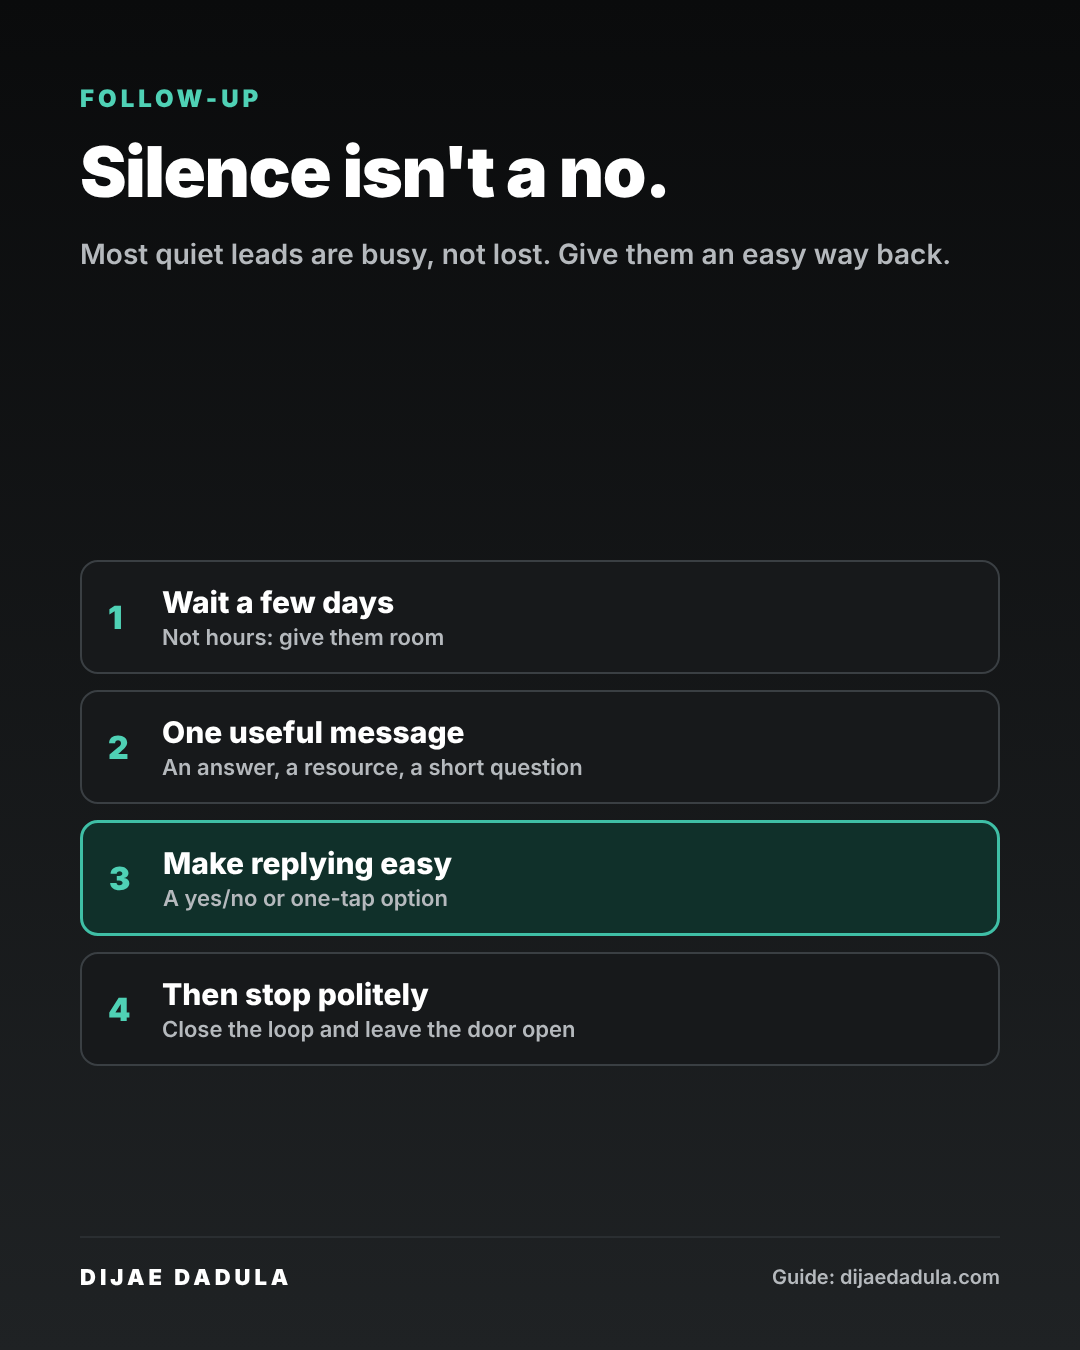 FOLLOW-UP
Silence isn't a no.
Most quiet leads are busy, not lost. Give them an easy way back.
1
Wait a few days
Not hours: give them room
2
One useful message
An answer, a resource, a short question
3
Make replying easy
A yes/no or one-tap option
4
Then stop politely
Close the loop and leave the door open
DIJAE DADULA
Guide: dijaedadula.com